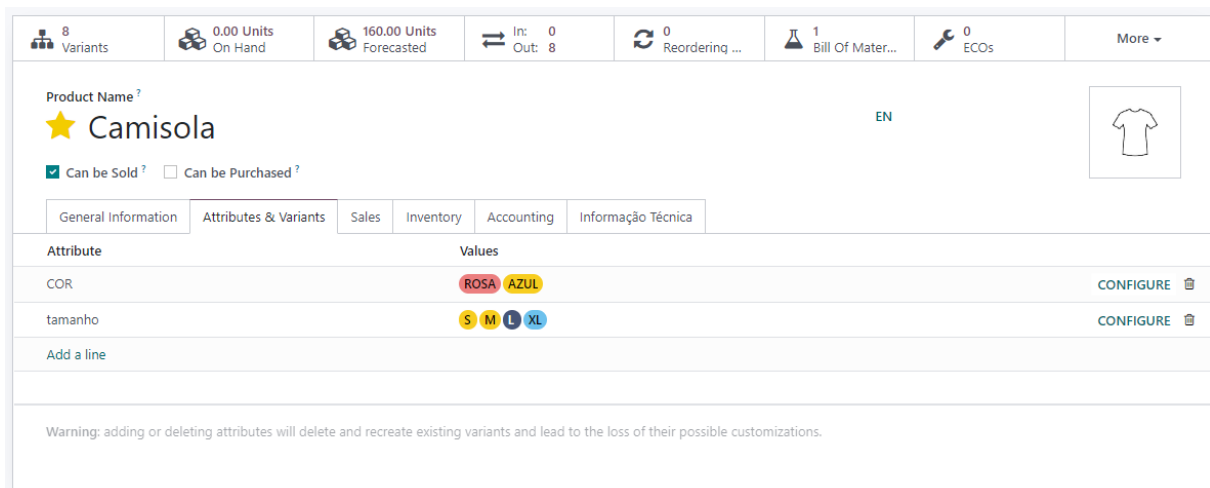 8 Variants 0.00 Units On Hand 160.00 Units Forecasted In: 0 Out: 8 0 Reordering ... 1 Bill Of Mater... 0 ECOs More
Product Name ?
Camisola EN
Can be Sold ? Can be Purchased ?
General Information Attributes & Variants Sales Inventory Accounting Informação Técnica
Attribute Values
COR ROSA AZUL CONFIGURE
tamanho S M L XL CONFIGURE
Add a line
Warning: adding or deleting attributes will delete and recreate existing variants and lead to the loss of their possible customizations.